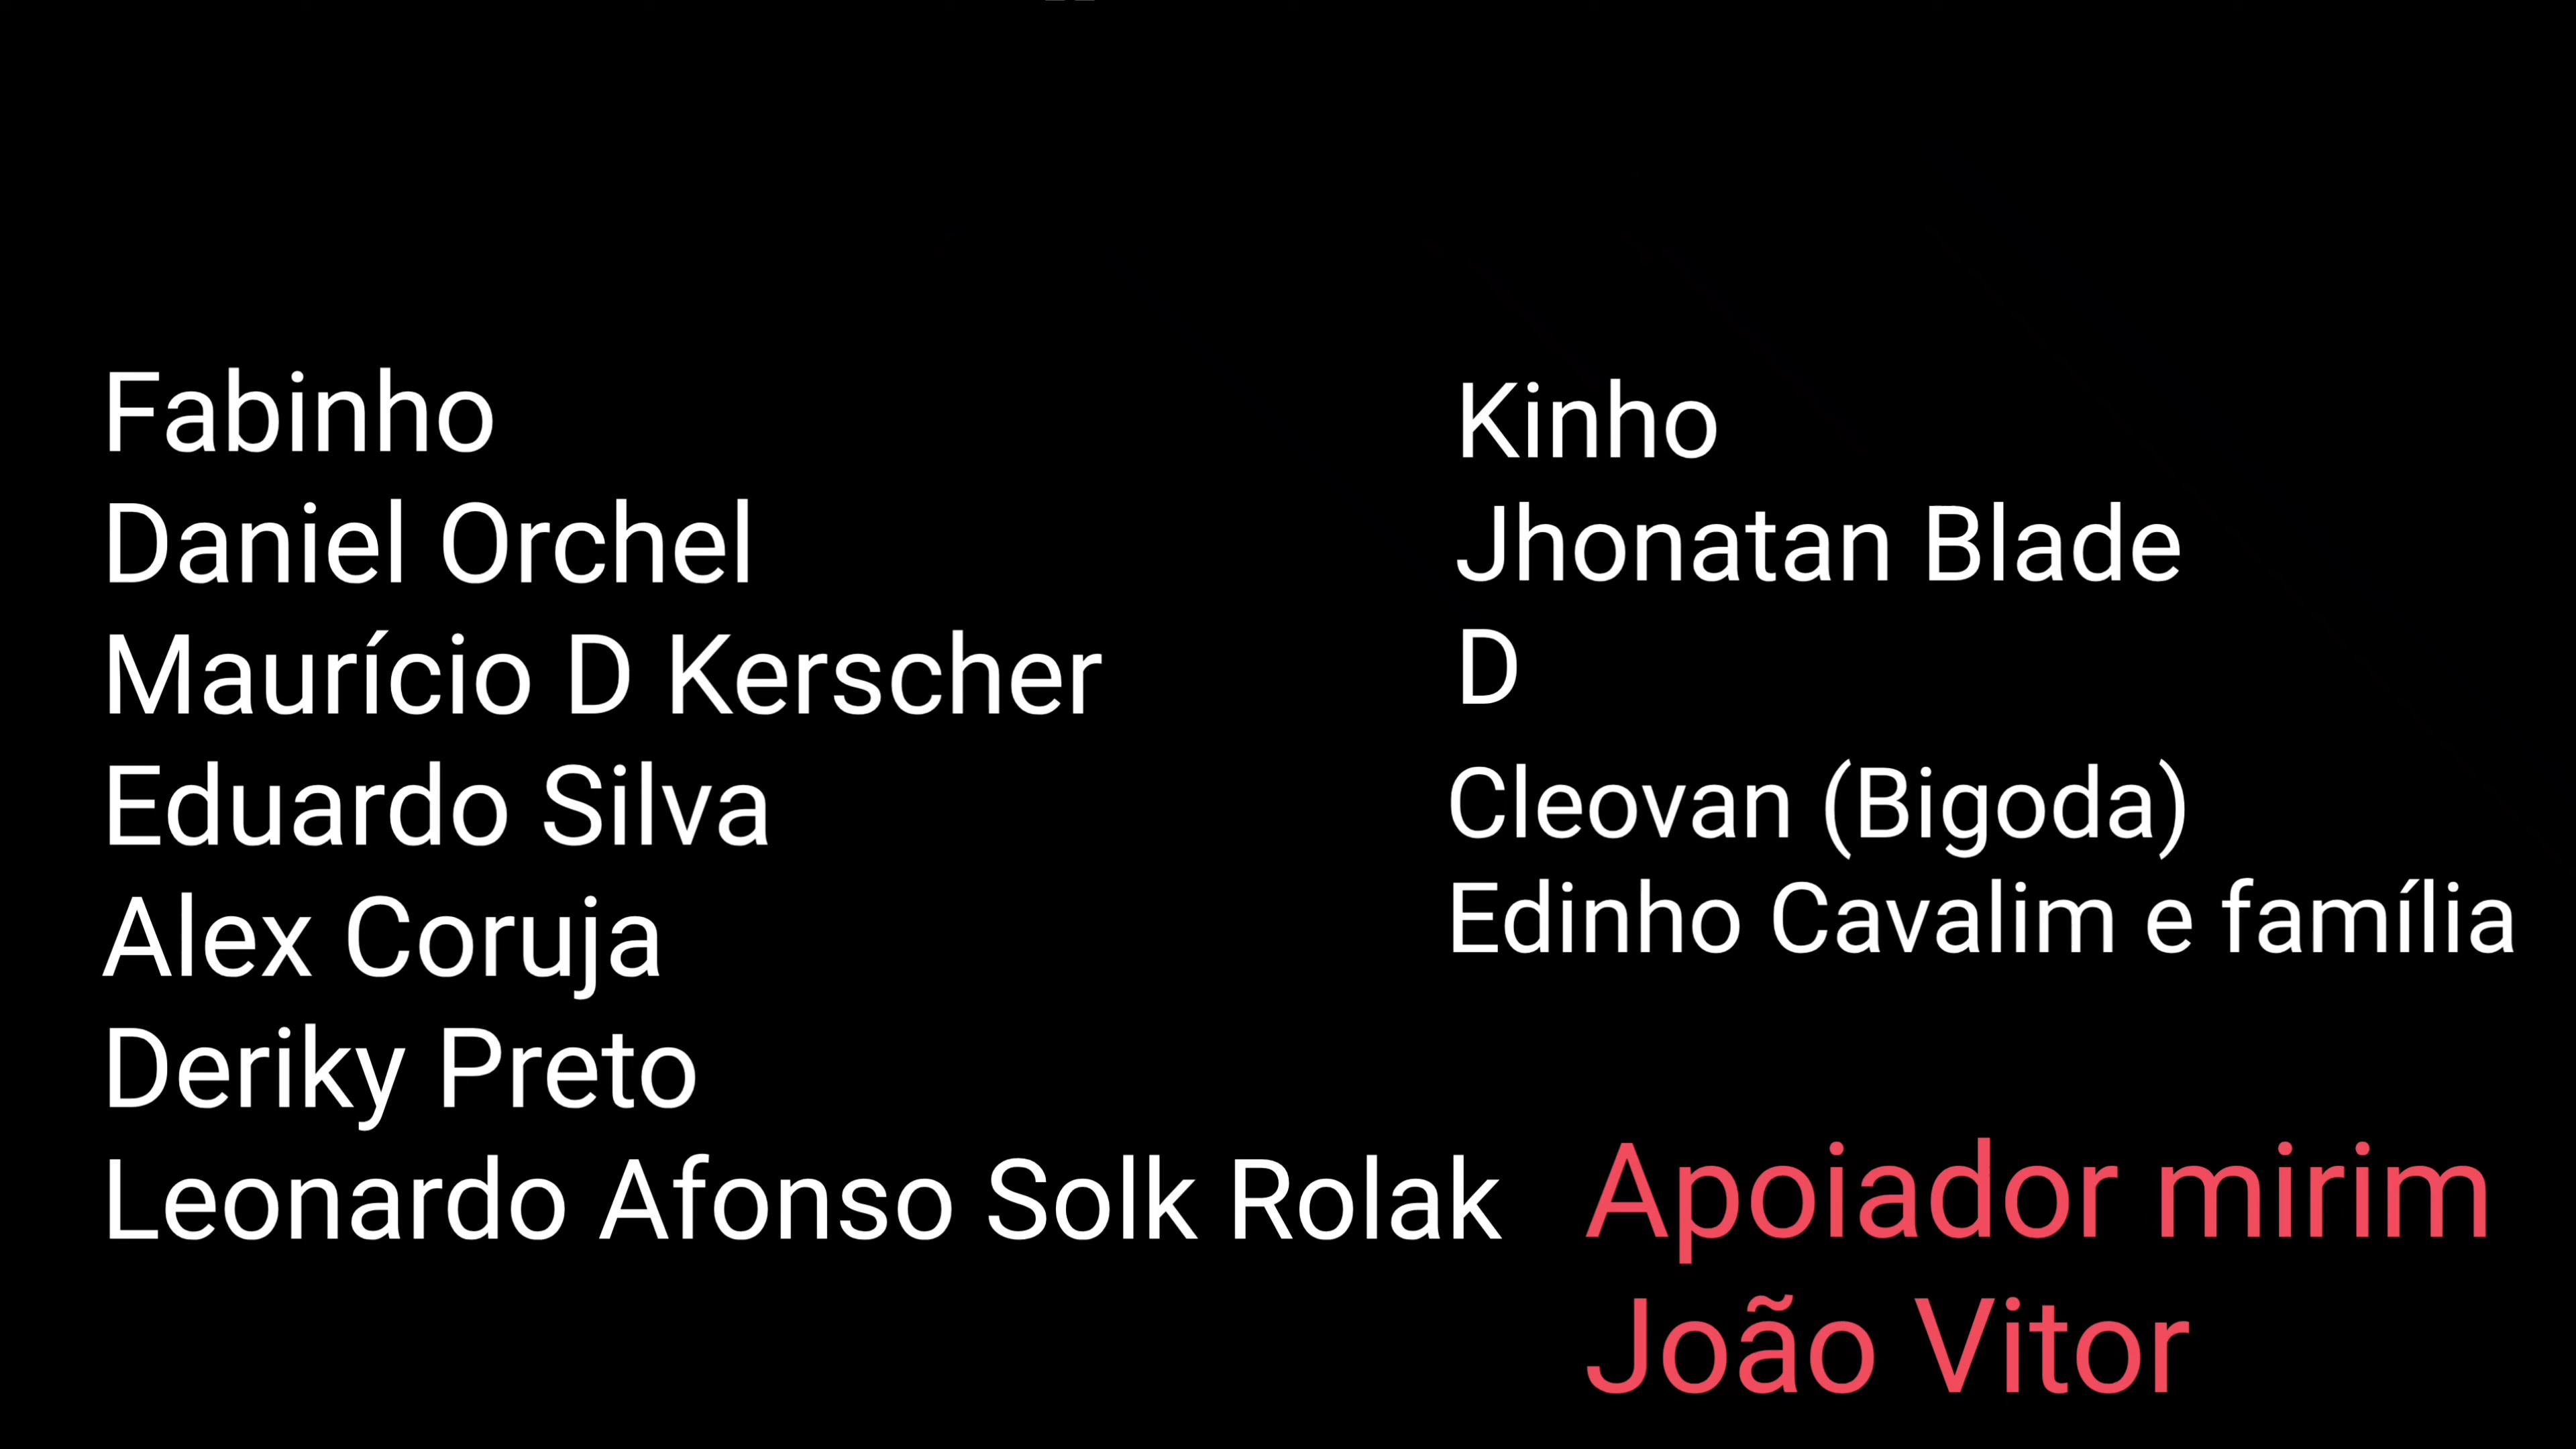 Fabinho
Daniel Orchel
Maurício D Kerscher
Eduardo Silva
Alex Coruja
Deriky Preto
Leonardo Afonso Solk Rolak
Kinho
Jhonatan Blade
D
Cleovan (Bigoda)
Edinho Cavalim e família
Apoiador mirim
João Vitor